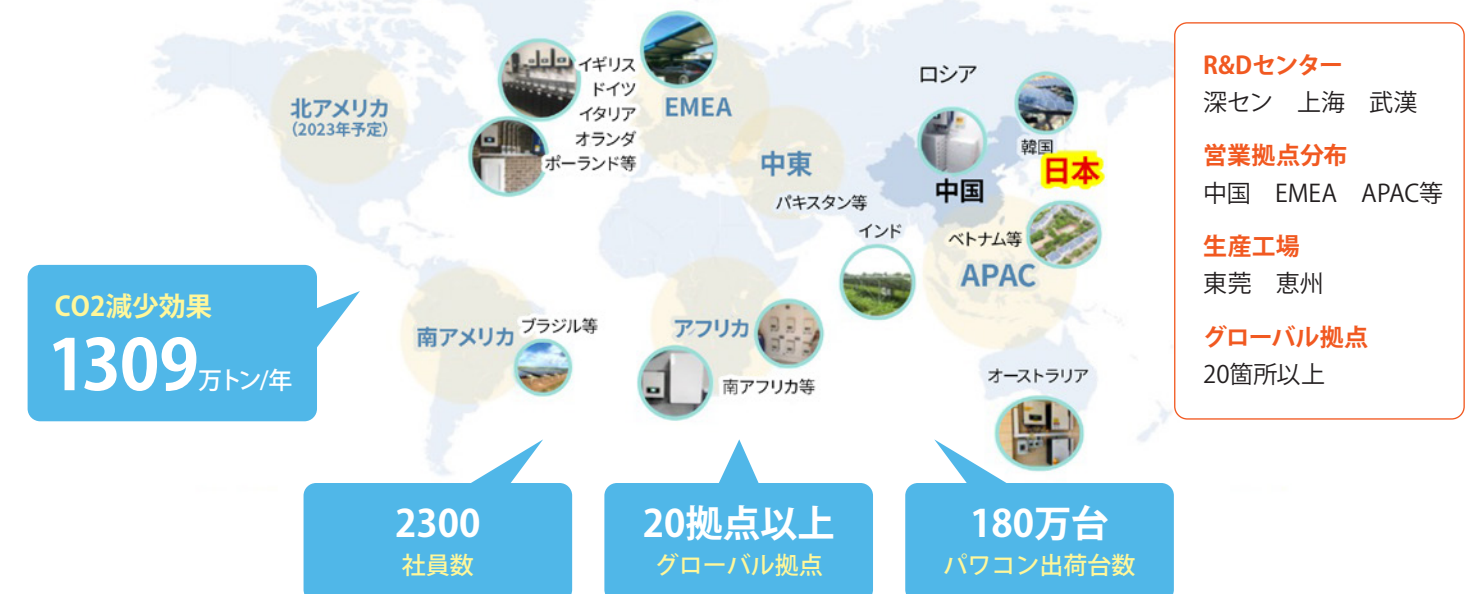 北アメリカ
（2023年予定）
イギリス
ドイツ
イタリア
オランダ
ポーランド等
EMEA
中東
パキスタン等
ロシア
中国
韓国
日本
インド
ベトナム等
APAC
南アメリカ
ブラジル等
アフリカ
南アフリカ等
オーストラリア
CO2減少効果
1309万トン/年
2300
社員数
20拠点以上
グローバル拠点
180万台
パワコン出荷台数
R&Dセンター
深セン　上海　武漢
営業拠点分布
中国　EMEA　APAC等
生産工場
東莞　恵州
グローバル拠点
20箇所以上